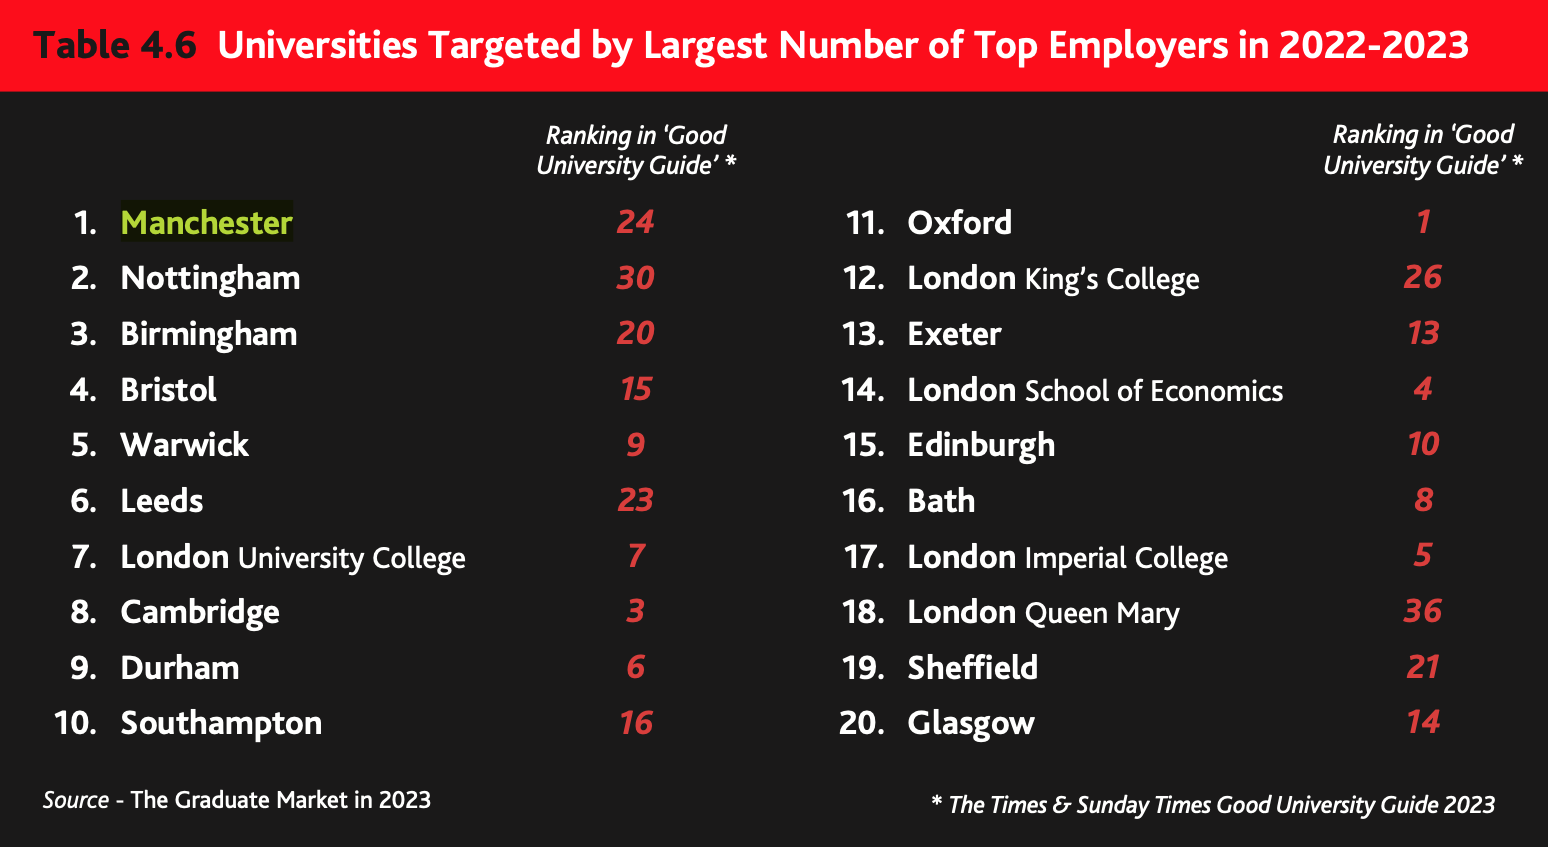 Table 4.6 Universities Targeted by Largest Number of Top Employers in 2022-2023
Ranking in ‘Good
University Guide’ *
1. Manchester 24
2. Nottingham 30
3. Birmingham 20
4. Bristol 15
5. Warwick 9
6. Leeds 23
7. London University College 7
8. Cambridge 3
9. Durham 6
10. Southampton 16
Ranking in ‘Good
University Guide’ *
11. Oxford 1
12. London King’s College 26
13. Exeter 13
14. London School of Economics 4
15. Edinburgh 10
16. Bath 8
17. London Imperial College 5
18. London Queen Mary 36
19. Sheffield 21
20. Glasgow 14
Source - The Graduate Market in 2023
* The Times & Sunday Times Good University Guide 2023